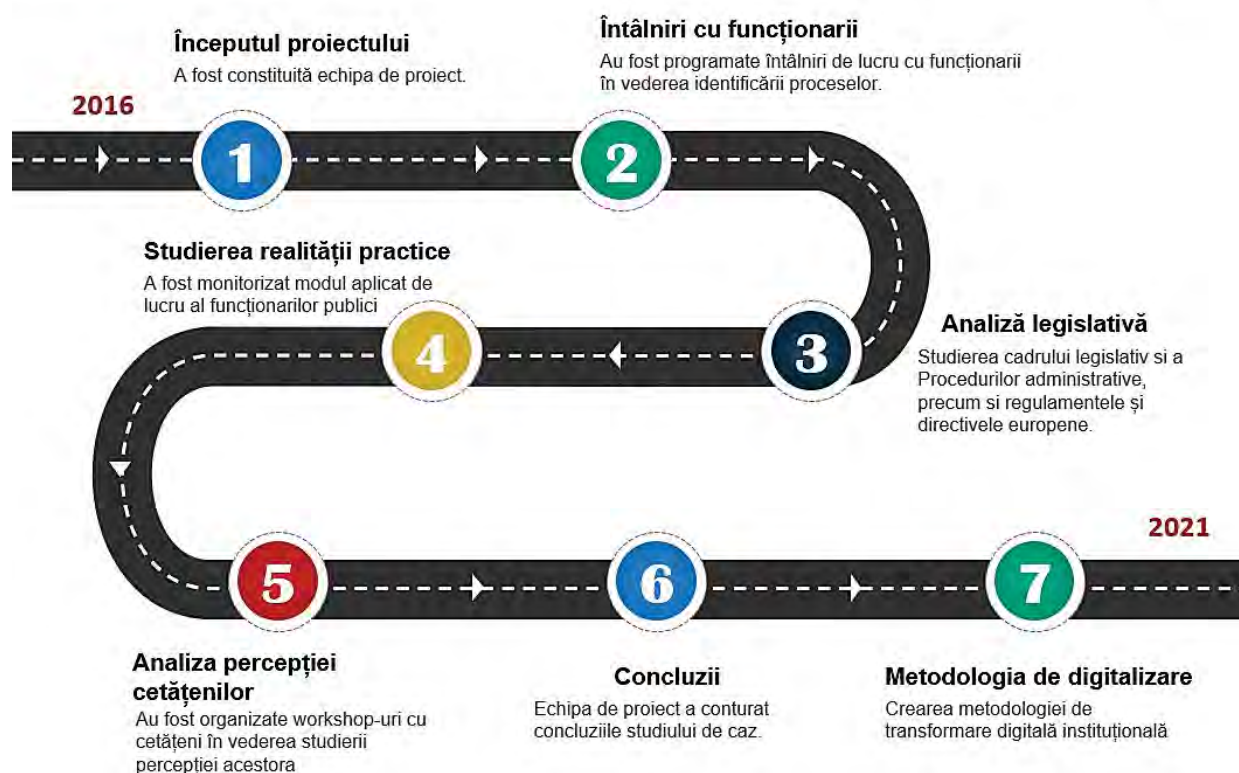 Începutul proiectului
A fost constituită echipa de proiect.
2016
1
Întâlniri cu funcționarii
Au fost programate întâlniri de lucru cu funcționarii
în vederea identificării proceselor.
2
Analiză legislativă
Studierea cadrului legislativ si a
Procedurilor administrative,
precum si regulamentele și
directivele europene.
3
Studierea realității practice
A fost monitorizat modul aplicat de
lucru al funcționarilor publici
4
5
Analiza percepției
cetățenilor
Au fost organizate workshop-uri cu
cetățeni în vederea studierii
percepției acestora
6
Concluzii
Echipa de proiect a conturat
concluziile studiului de caz.
2021
7
Metodologia de digitalizare
Crearea metodologiei de
transformare digitală instituțională